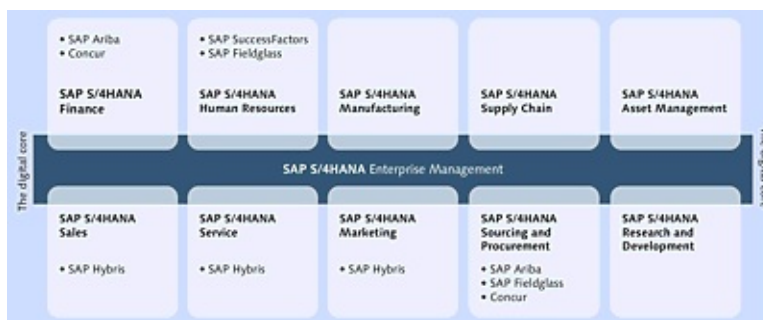 • SAP Ariba
• Concur
SAP S/4HANA
Finance
• SAP SuccessFactors
• SAP Fieldglass
SAP S/4HANA
Human Resources
SAP S/4HANA
Manufacturing
SAP S/4HANA
Supply Chain
SAP S/4HANA
Asset Management
The digital core
SAP S/4HANA Enterprise Management
SAP S/4HANA
Sales
• SAP Hybris
SAP S/4HANA
Service
• SAP Hybris
SAP S/4HANA
Marketing
• SAP Hybris
SAP S/4HANA
Sourcing and
Procurement
• SAP Ariba
• SAP Fieldglass
• Concur
SAP S/4HANA
Research and
Development